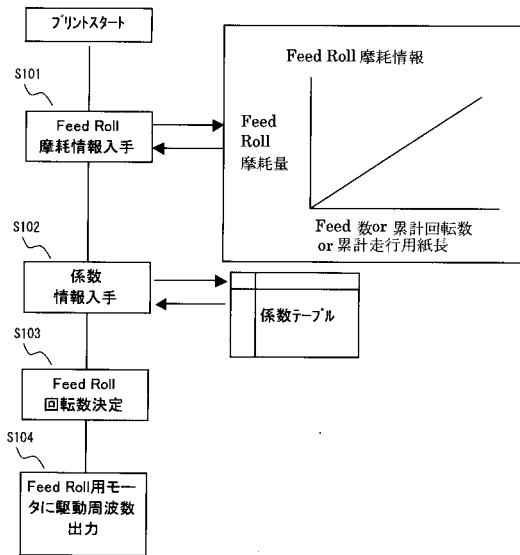 プリントスタート
S101
Feed Roll
摩耗情報入手
Feed Roll 摩耗情報
Feed
Roll
摩耗量
Feed 数or 累計回転数
or 累計走行用紙長
S102
係数
情報入手
係数テーブル
S103
Feed Roll
回転数決定
S104
Feed Roll用モー
タに駆動周波数
出力